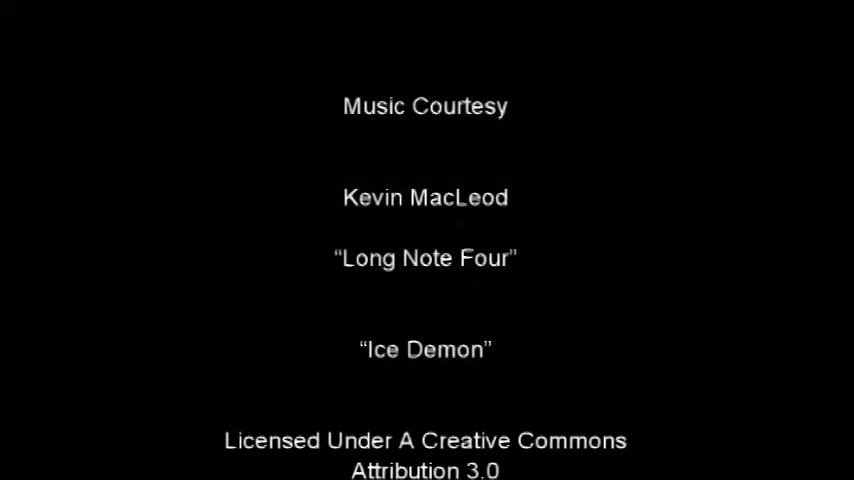 Music Courtesy
Kevin MacLeod
“Long Note Four”
“Ice Demon”
Licensed Under A Creative Commons
Attribution 3.0